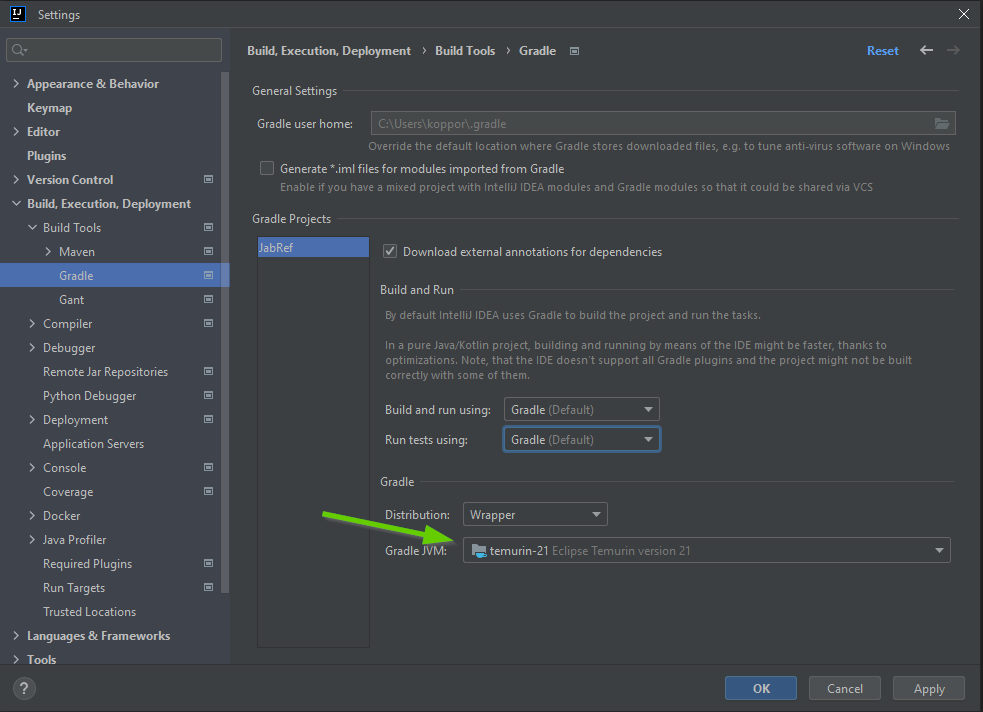 IJ
Settings
Appearance & Behavior
Keymap
Editor
Plugins
Version Control
Build, Execution, Deployment
Build Tools
Maven
Gradle
Gant
Compiler
Debugger
Remote Jar Repositories
Python Debugger
Deployment
Application Servers
Console
Coverage
Docker
Java Profiler
Required Plugins
Run Targets
Trusted Locations
Languages & Frameworks
Tools
Build, Execution, Deployment › Build Tools › Gradle
Reset
General Settings
Gradle user home: C:\Users\koppor\.gradle
Override the default location where Gradle stores downloaded files, e.g. to tune anti-virus software on Windows
Generate *.iml files for modules imported from Gradle
Enable if you have a mixed project with IntelliJ IDEA modules and Gradle modules so that it could be shared via VCS
Gradle Projects
JabRef
Download external annotations for dependencies
Build and Run
By default IntelliJ IDEA uses Gradle to build the project and run the tasks.
In a pure Java/Kotlin project, building and running by means of the IDE might be faster, thanks to
optimizations. Note, that the IDE doesn't support all Gradle plugins and the project might not be built
correctly with some of them.
Build and run using: Gradle (Default)
Run tests using: Gradle (Default)
Gradle
Distribution: Wrapper
Gradle JVM: temurin-21 Eclipse Temurin version 21
?
OK
Cancel
Apply